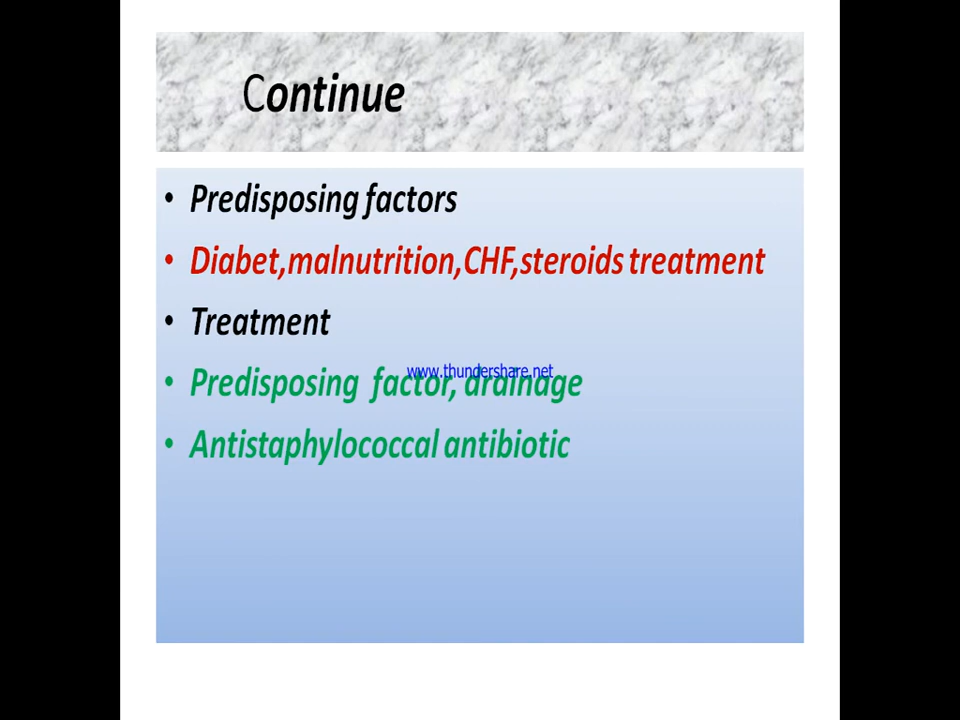 Continue
• Predisposing factors
• Diabet,malnutrition,CHF,steroids treatment
• Treatment
www.thundershare.net
• Predisposing factor, drainage
• Antistaphylococcal antibiotic